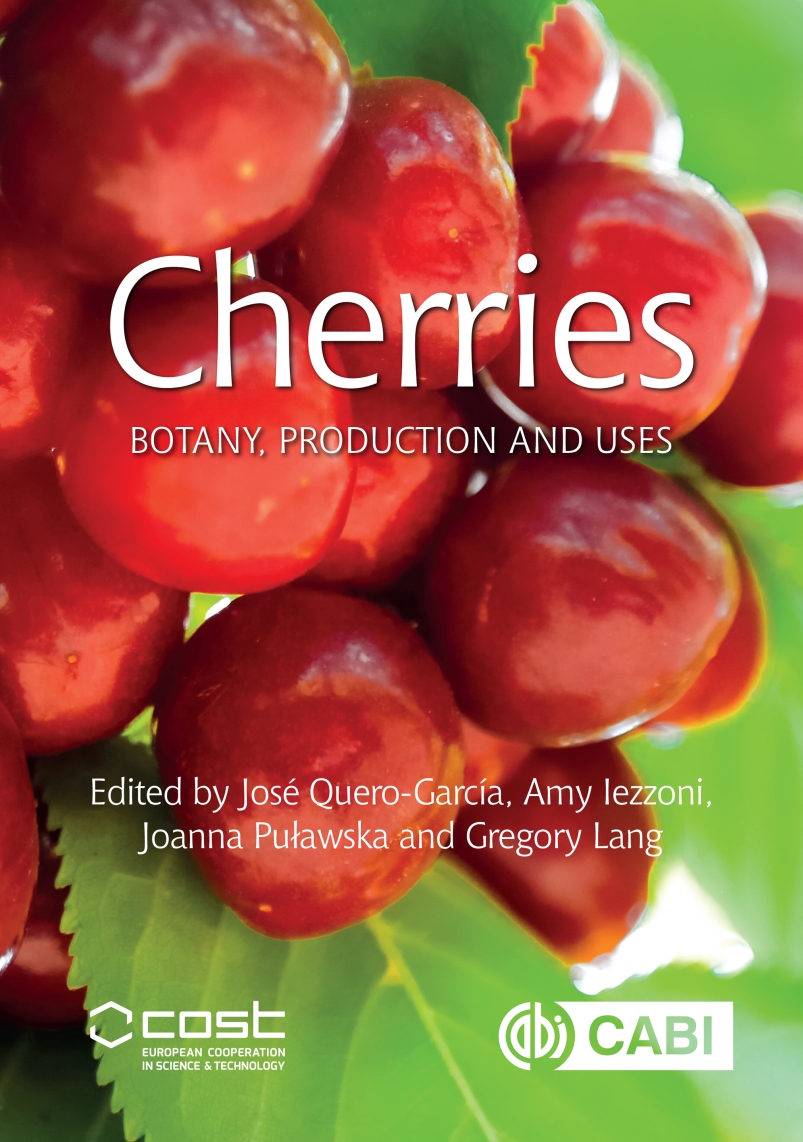 Cherries
BOTANY, PRODUCTION AND USES
Edited by José Quero-García, Amy Iezzoni,
Joanna Puławska and Gregory Lang
cost
EUROPEAN COOPERATION
IN SCIENCE & TECHNOLOGY
cabi CABI